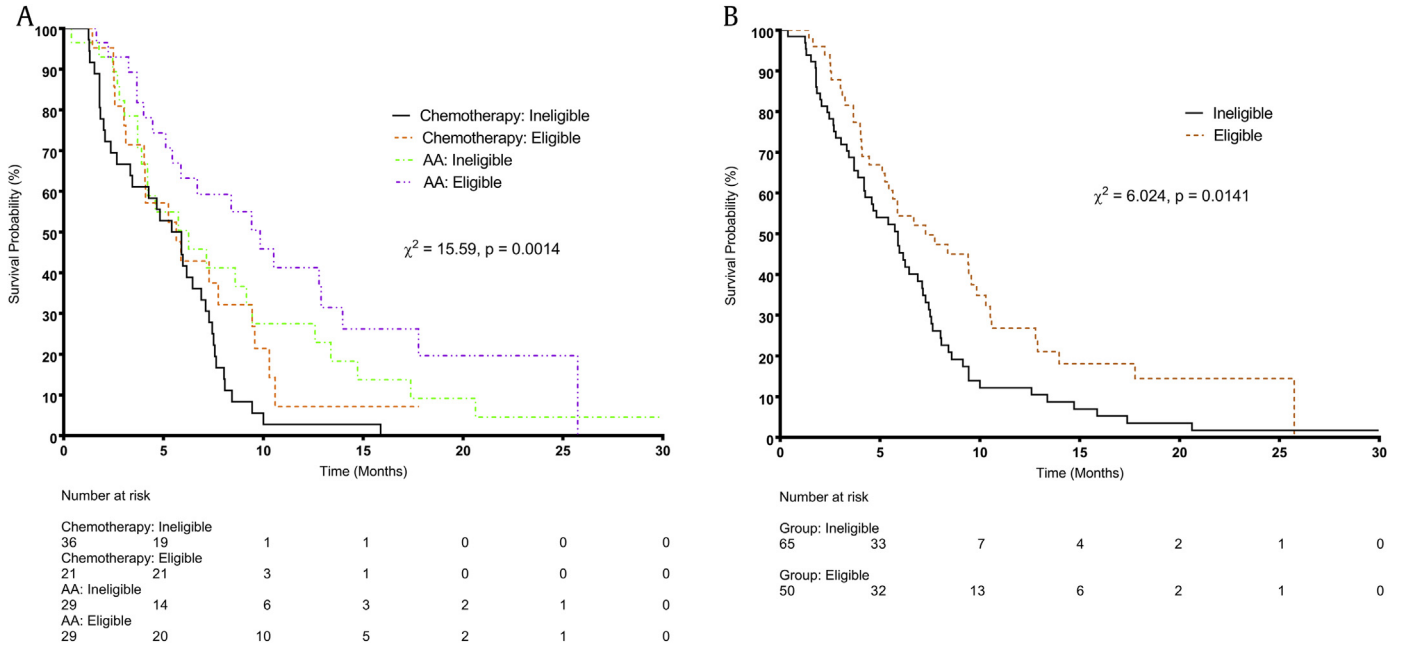 A
100
90
80
70
60
50
40
30
20
10
0
Survival Probability (%)
0 5 10 15 20 25 30
Time (Months)
Chemotherapy: Ineligible
Chemotherapy: Eligible
AA: Ineligible
AA: Eligible
χ² = 15.59, p = 0.0014
Number at risk
Chemotherapy: Ineligible
36 19 1 1 0 0 0
Chemotherapy: Eligible
21 21 3 1 0 0 0
AA: Ineligible
29 14 6 3 2 1 0
AA: Eligible
29 20 10 5 2 1 0
B
100
90
80
70
60
50
40
30
20
10
0
Survival Probability (%)
0 5 10 15 20 25 30
Time (Months)
Ineligible
Eligible
χ² = 6.024, p = 0.0141
Number at risk
Group: Ineligible
65 33 7 4 2 1 0
Group: Eligible
50 32 13 6 2 1 0